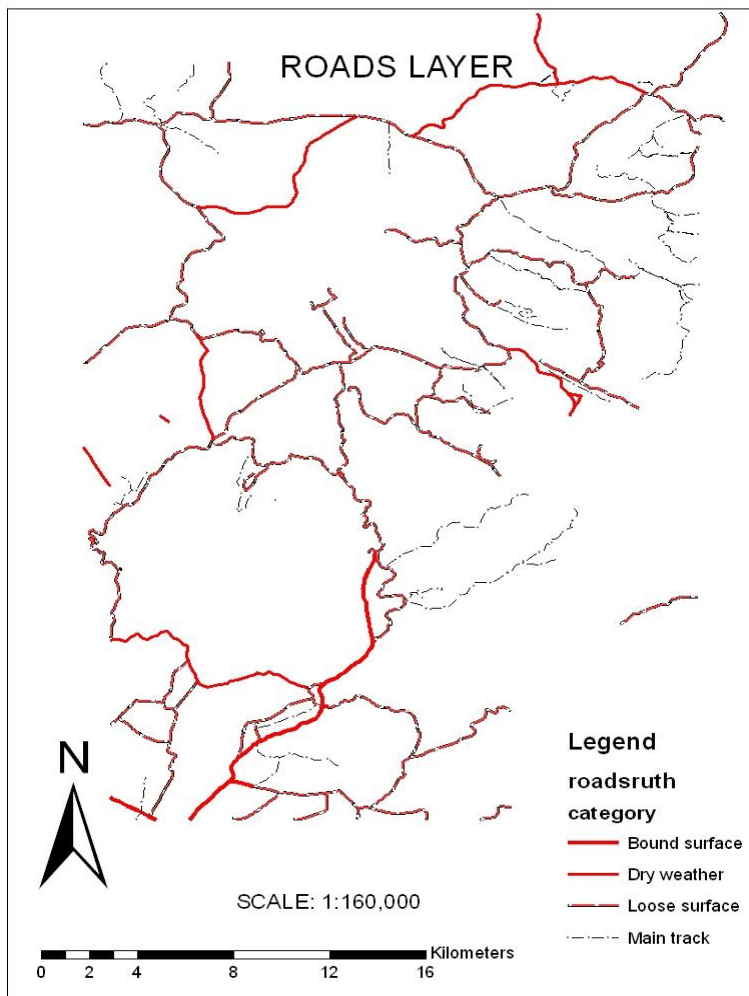 ROADS LAYER
Legend
roadsruth
category
Bound surface
Dry weather
Loose surface
Main track
N
SCALE: 1:160,000
Kilometers
0 2 4 8 12 16